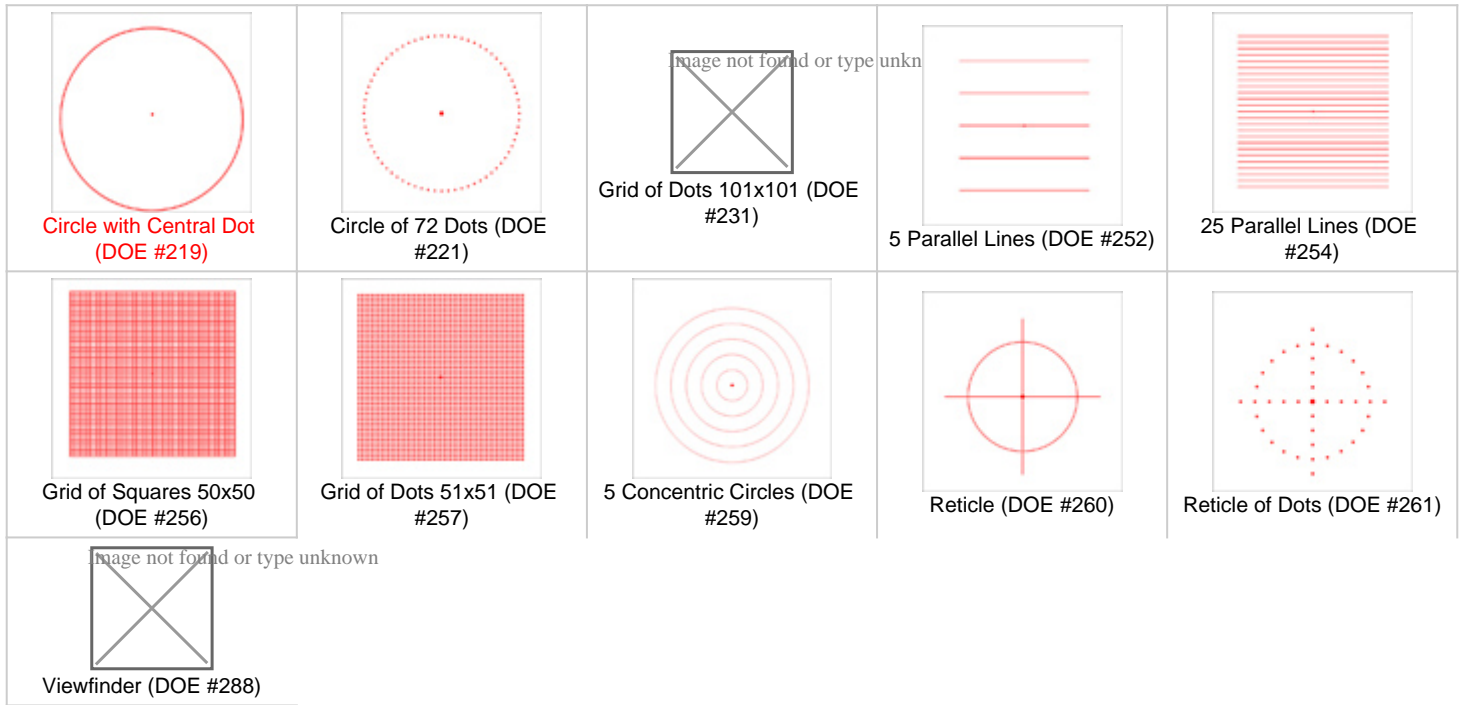 Circle with Central Dot
(DOE #219)
Circle of 72 Dots (DOE
#221)
Image not found or type unkn
Grid of Dots 101x101 (DOE
#231)
5 Parallel Lines (DOE #252)
25 Parallel Lines (DOE
#254)
Grid of Squares 50x50
(DOE #256)
Grid of Dots 51x51 (DOE
#257)
5 Concentric Circles (DOE
#259)
Reticle (DOE #260)
Reticle of Dots (DOE #261)
Image not found or type unknown
Viewfinder (DOE #288)